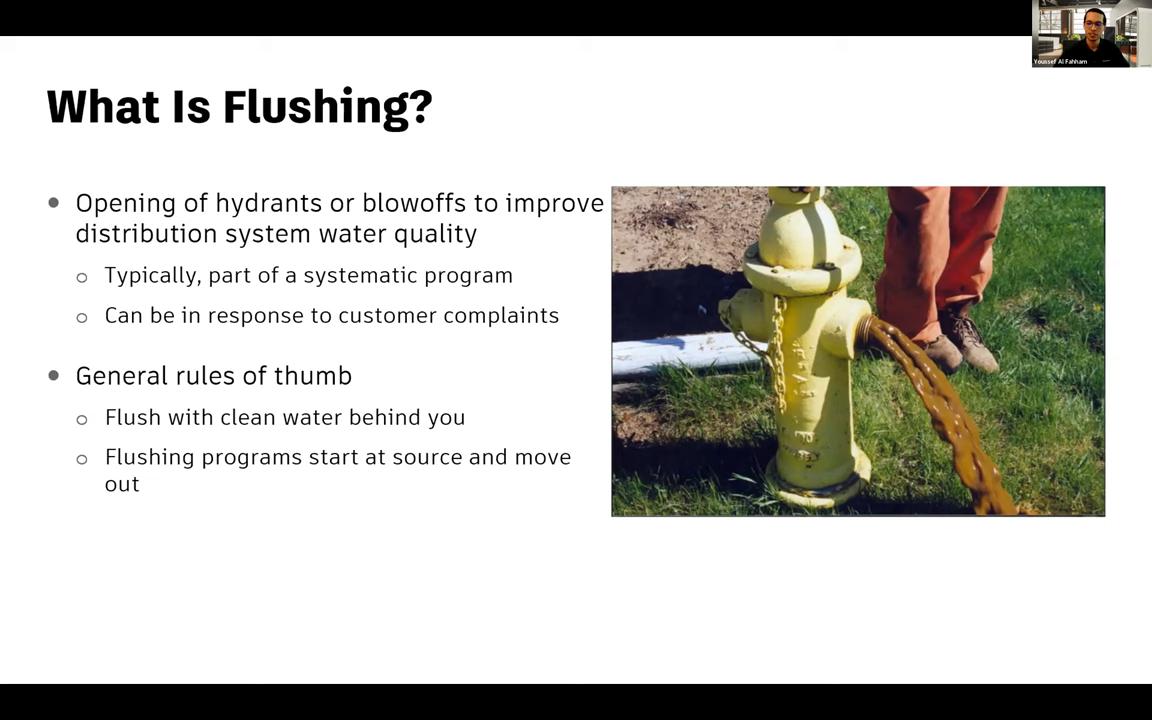 Youssef Al Fahham
What Is Flushing?
Opening of hydrants or blowoffs to improve
distribution system water quality
Typically, part of a systematic program
Can be in response to customer complaints
General rules of thumb
Flush with clean water behind you
Flushing programs start at source and move
out